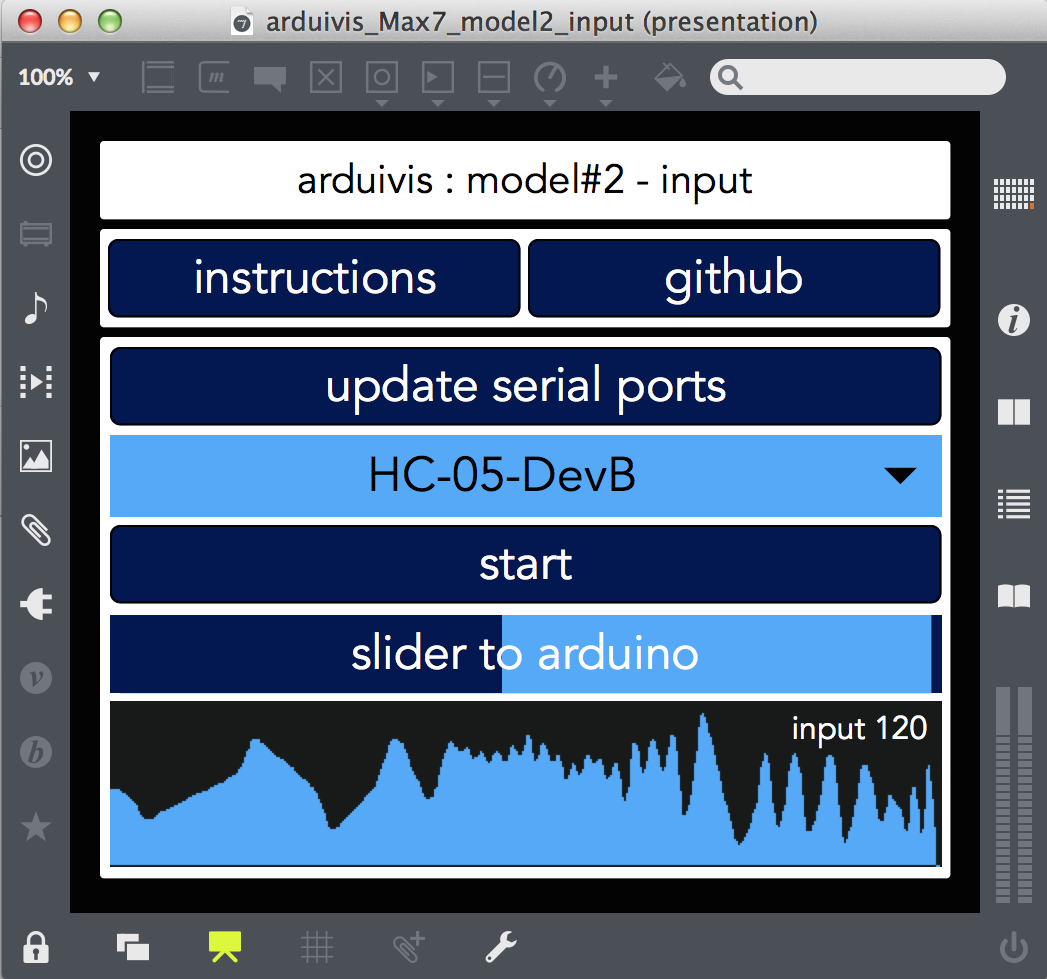 arduivis_Max7_model2_input (presentation)
100%
arduivis : model#2 - input
instructions
github
update serial ports
HC-05-DevB
start
slider to arduino
input 120